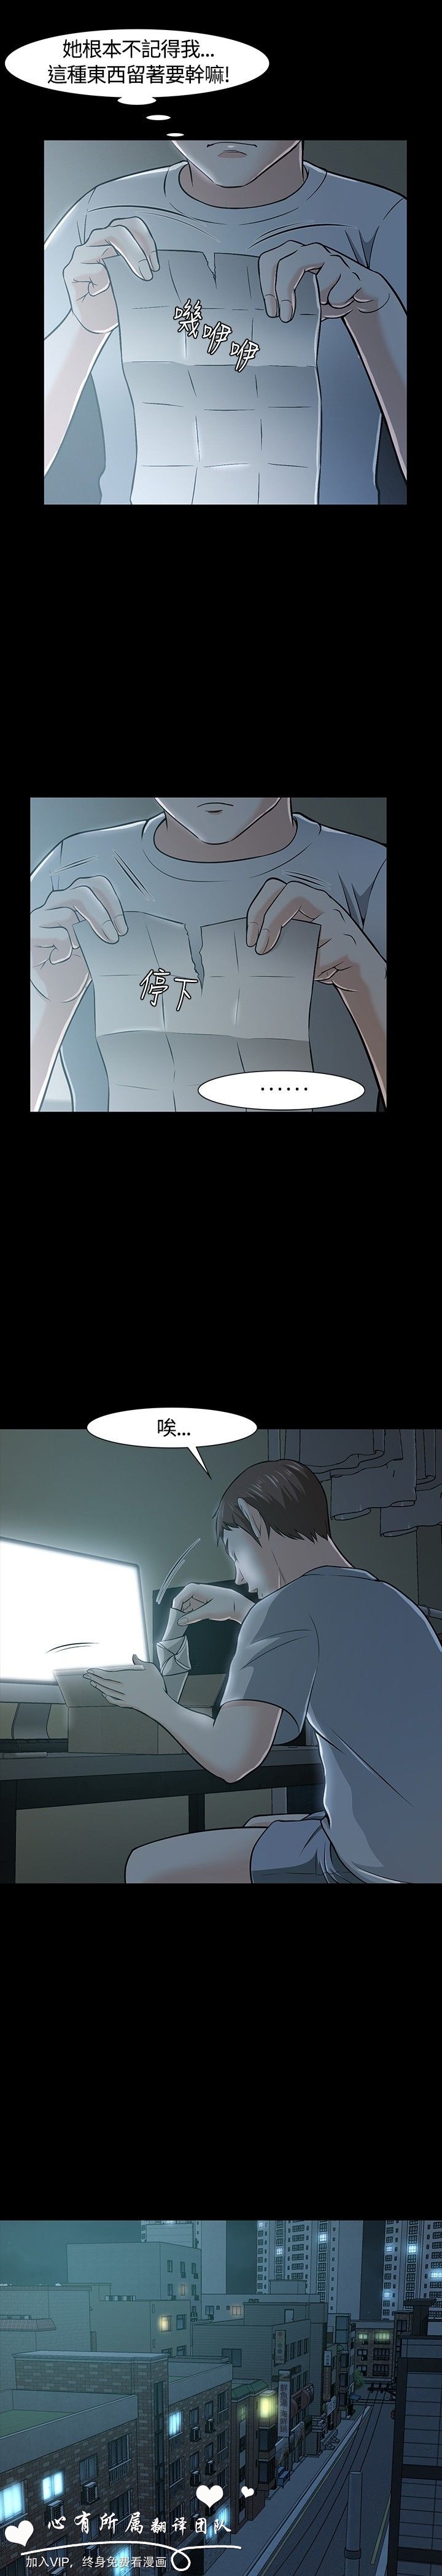 她根本不記得我...
這種東西留著要幹嘛!
嘰咿咿
停下
......
唉...
心有所属翻译团队
加入VIP，终身免费看漫画